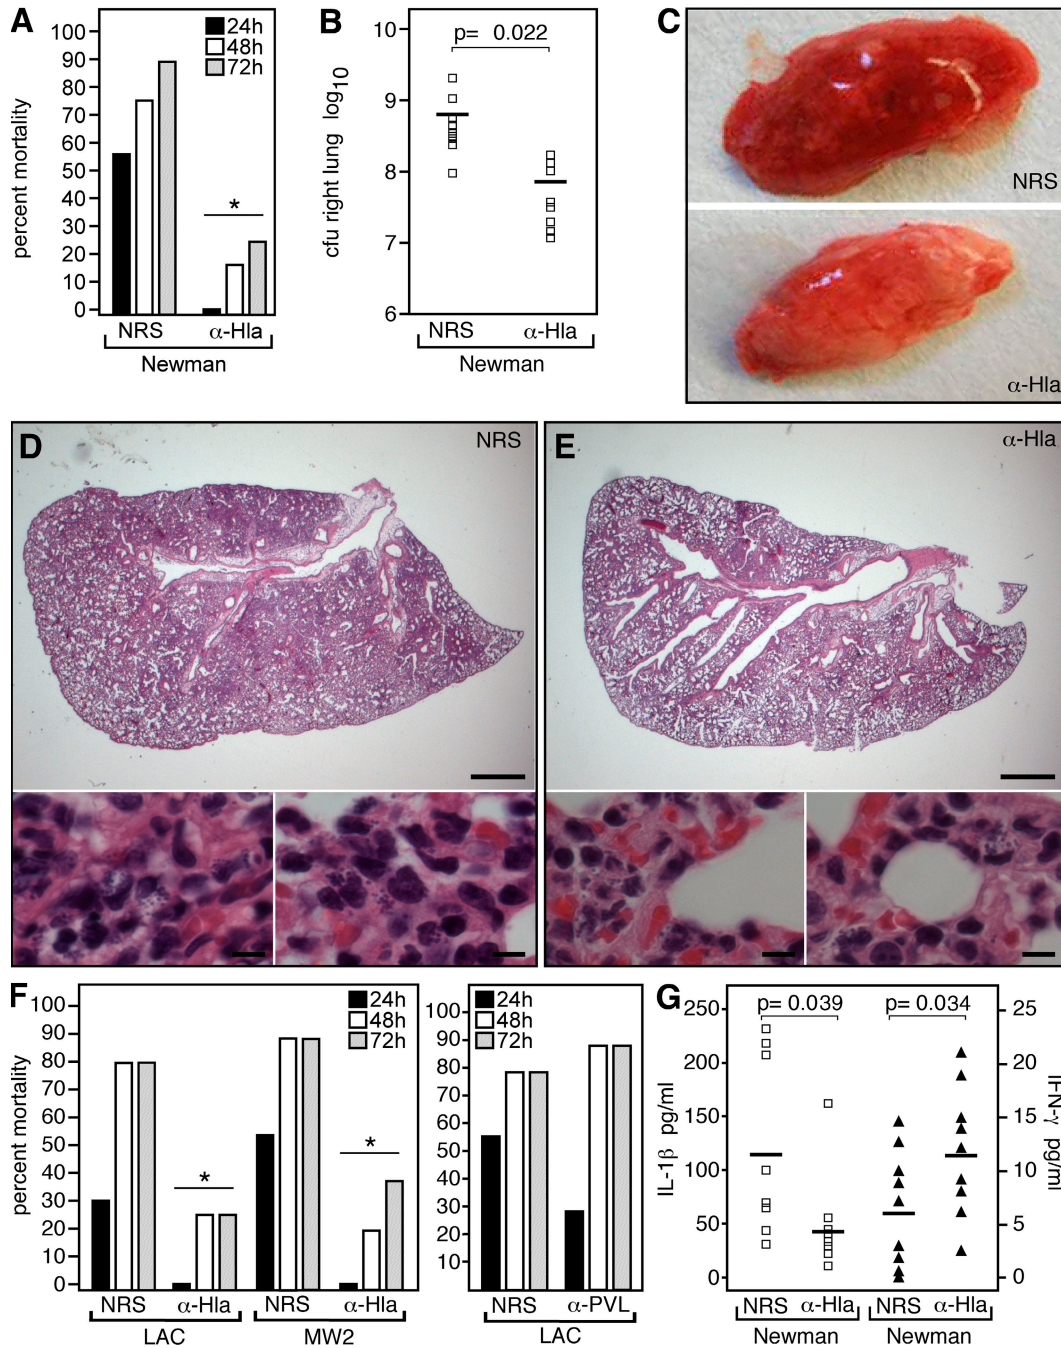 A
percent mortality
100
90
80
70
60
50
40
30
20
10
0
24h
48h
72h
*
NRS
α-Hla
Newman
B
cfu right lung log10
10
9
8
7
6
p= 0.022
NRS
α-Hla
Newman
C
NRS
α-Hla
D
NRS
E
α-Hla
F
percent mortality
100
90
80
70
60
50
40
30
20
10
0
24h
48h
72h
*
*
NRS
α-Hla
NRS
α-Hla
LAC
MW2
100
90
80
70
60
50
40
30
20
10
24h
48h
72h
NRS
α-PVL
LAC
G
IL-1β pg/ml
250
200
150
100
50
0
p= 0.039
p= 0.034
25
20
15
10
5
0
IFN-γ pg/ml
NRS
α-Hla
NRS
α-Hla
Newman
Newman